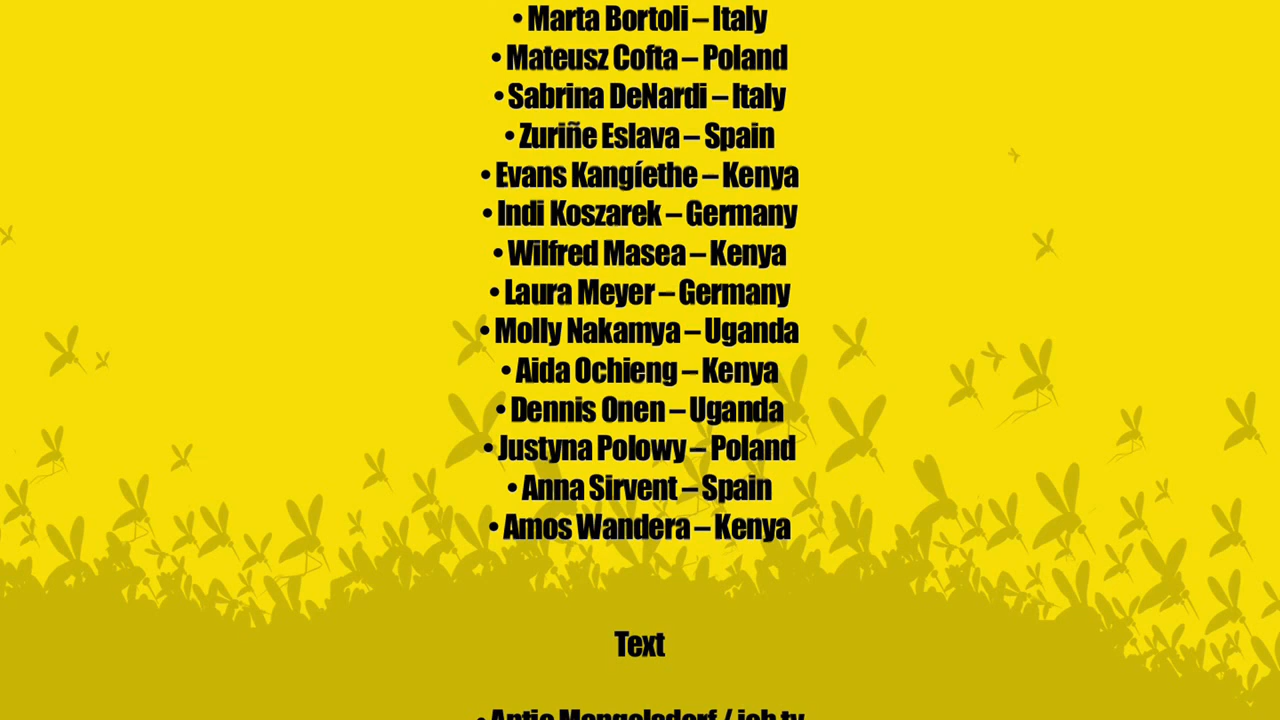 • Marta Bortoli – Italy
• Mateusz Cofta – Poland
• Sabrina DeNardi – Italy
• Zuriñe Eslava – Spain
• Evans Kangíethe – Kenya
• Indi Koszarek – Germany
• Wilfred Masea – Kenya
• Laura Meyer – Germany
• Molly Nakamya – Uganda
• Aida Ochieng – Kenya
• Dennis Onen – Uganda
• Justyna Polowy – Poland
• Anna Sirvent – Spain
• Amos Wandera – Kenya
Text
• Antje Mangelsdorf /